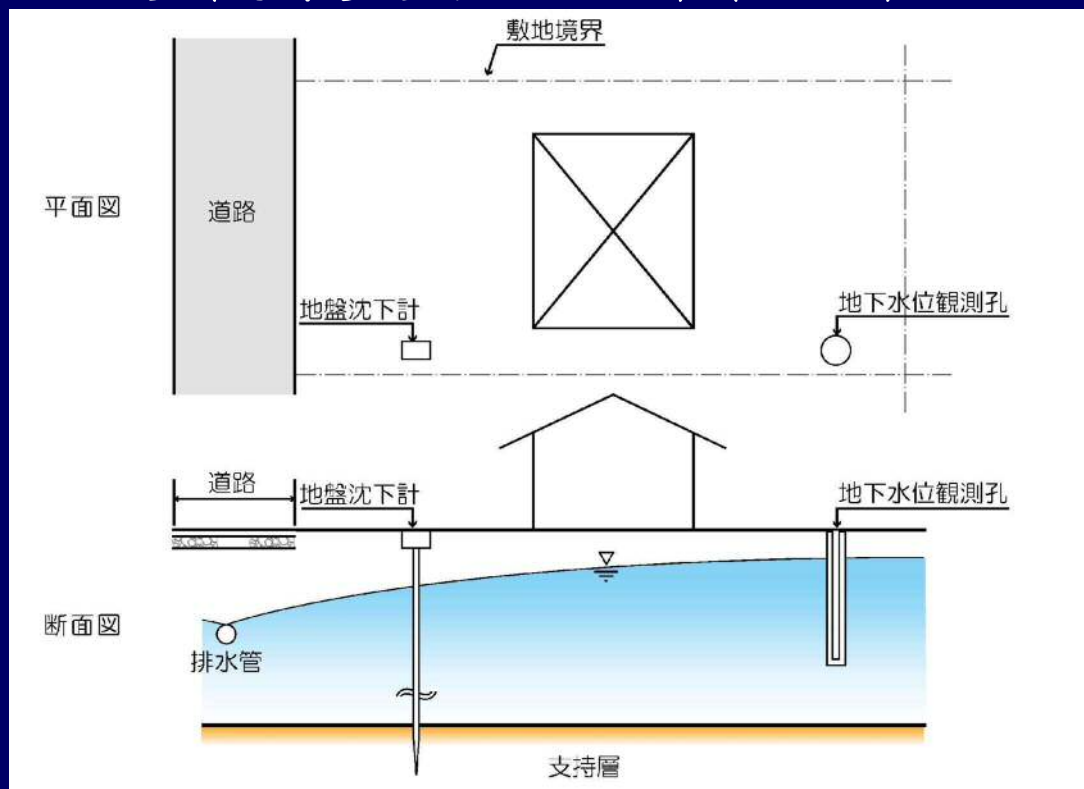 敷地境界
平面図
道路
地盤沈下計
地下水位観測孔
道路
地盤沈下計
地下水位観測孔
断面図
排水管
支持層